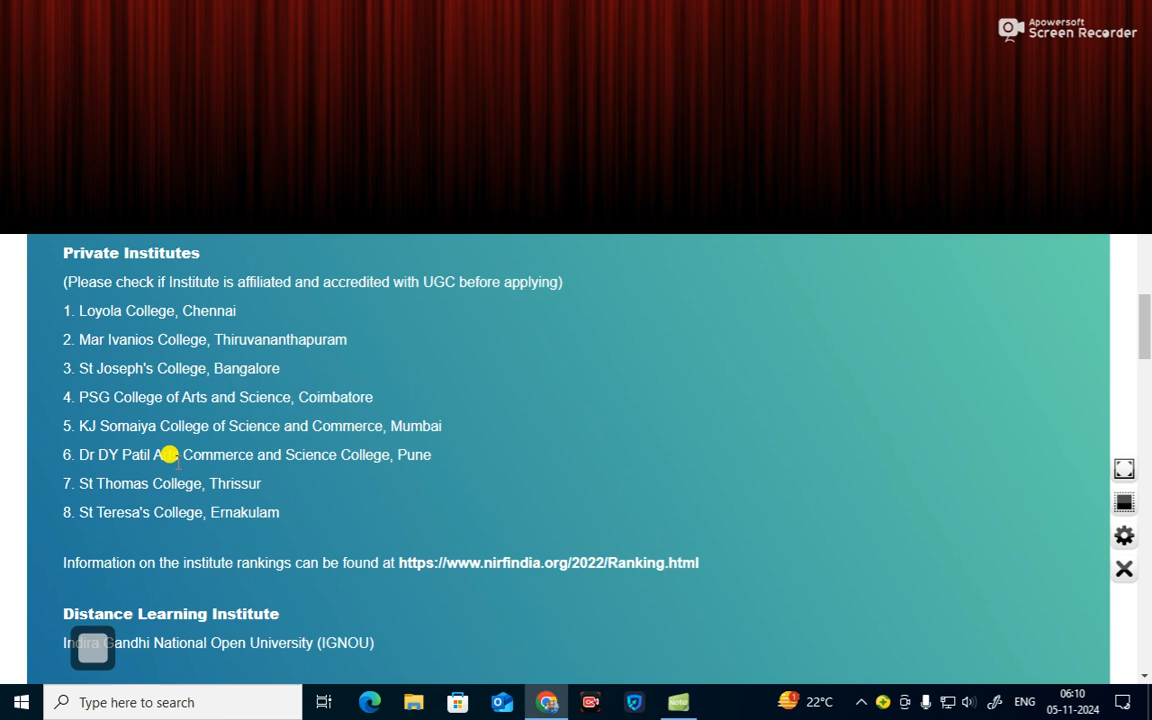 Apowersoft
Screen Recorder
Private Institutes
(Please check if Institute is affiliated and accredited with UGC before applying)
1. Loyola College, Chennai
2. Mar Ivanios College, Thiruvananthapuram
3. St Joseph's College, Bangalore
4. PSG College of Arts and Science, Coimbatore
5. KJ Somaiya College of Science and Commerce, Mumbai
6. Dr DY Patil Arts Commerce and Science College, Pune
7. St Thomas College, Thrissur
8. St Teresa's College, Ernakulam
Information on the institute rankings can be found at https://www.nirfindia.org/2022/Ranking.html
Distance Learning Institute
Indira Gandhi National Open University (IGNOU)
Type here to search
Note
1
22°C
ENG
06:10
05-11-2024